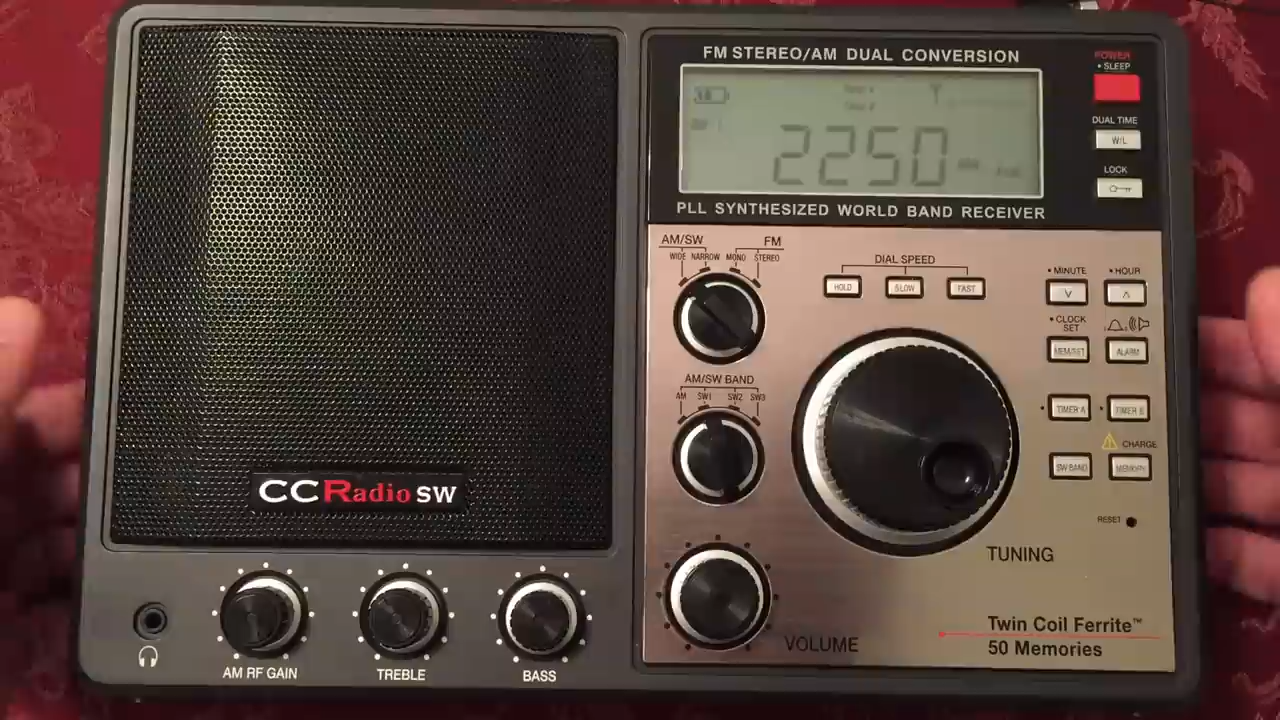 FM STEREO/AM DUAL CONVERSION
2250
PLL SYNTHESIZED WORLD BAND RECEIVER
POWER
• SLEEP
DUAL TIME
W/L
LOCK
AM/SW FM
WIDE NARROW MONO STEREO
DIAL SPEED
HOLD SLOW FAST
• MINUTE • HOUR
• CLOCK SET
MEM/SET ALARM
AM/SW BAND
AM SW1 SW2 SW3
TIMER A TIMER B
CHARGE
SW BAND MEMORY
RESET
TUNING
CCRadio SW
VOLUME
Twin Coil Ferrite™
50 Memories
AM RF GAIN TREBLE BASS